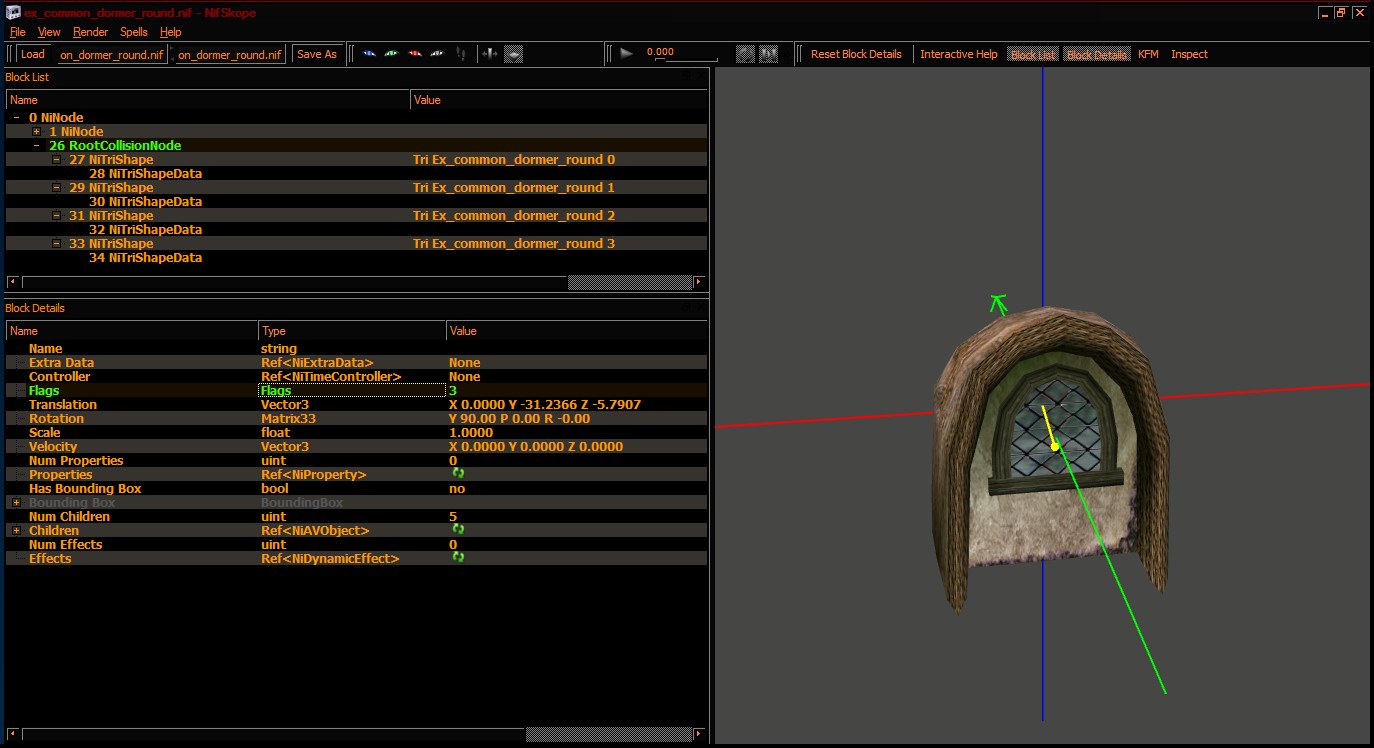 ex_common_dormer_round.nif - NifSkope
File View Render Spells Help
Load on_dormer_round.nif on_dormer_round.nif Save As 0.000 Reset Block Details Interactive Help Block List Block Details KFM Inspect
Block List
Name Value
0 NiNode
1 NiNode
26 RootCollisionNode
27 NiTriShape Tri Ex_common_dormer_round 0
28 NiTriShapeData
29 NiTriShape Tri Ex_common_dormer_round 1
30 NiTriShapeData
31 NiTriShape Tri Ex_common_dormer_round 2
32 NiTriShapeData
33 NiTriShape Tri Ex_common_dormer_round 3
34 NiTriShapeData
Block Details
Name Type Value
Name string
Extra Data Ref<NiExtraData> None
Controller Ref<NiTimeController> None
Flags Flags 3
Translation Vector3 X 0.0000 Y -31.2366 Z -5.7907
Rotation Matrix33 Y 90.00 P 0.00 R -0.00
Scale float 1.0000
Velocity Vector3 X 0.0000 Y 0.0000 Z 0.0000
Num Properties uint 0
Properties Ref<NiProperty>
Has Bounding Box bool no
Bounding Box BoundingBox
Num Children uint 5
Children Ref<NiAVObject>
Num Effects uint 0
Effects Ref<NiDynamicEffect>